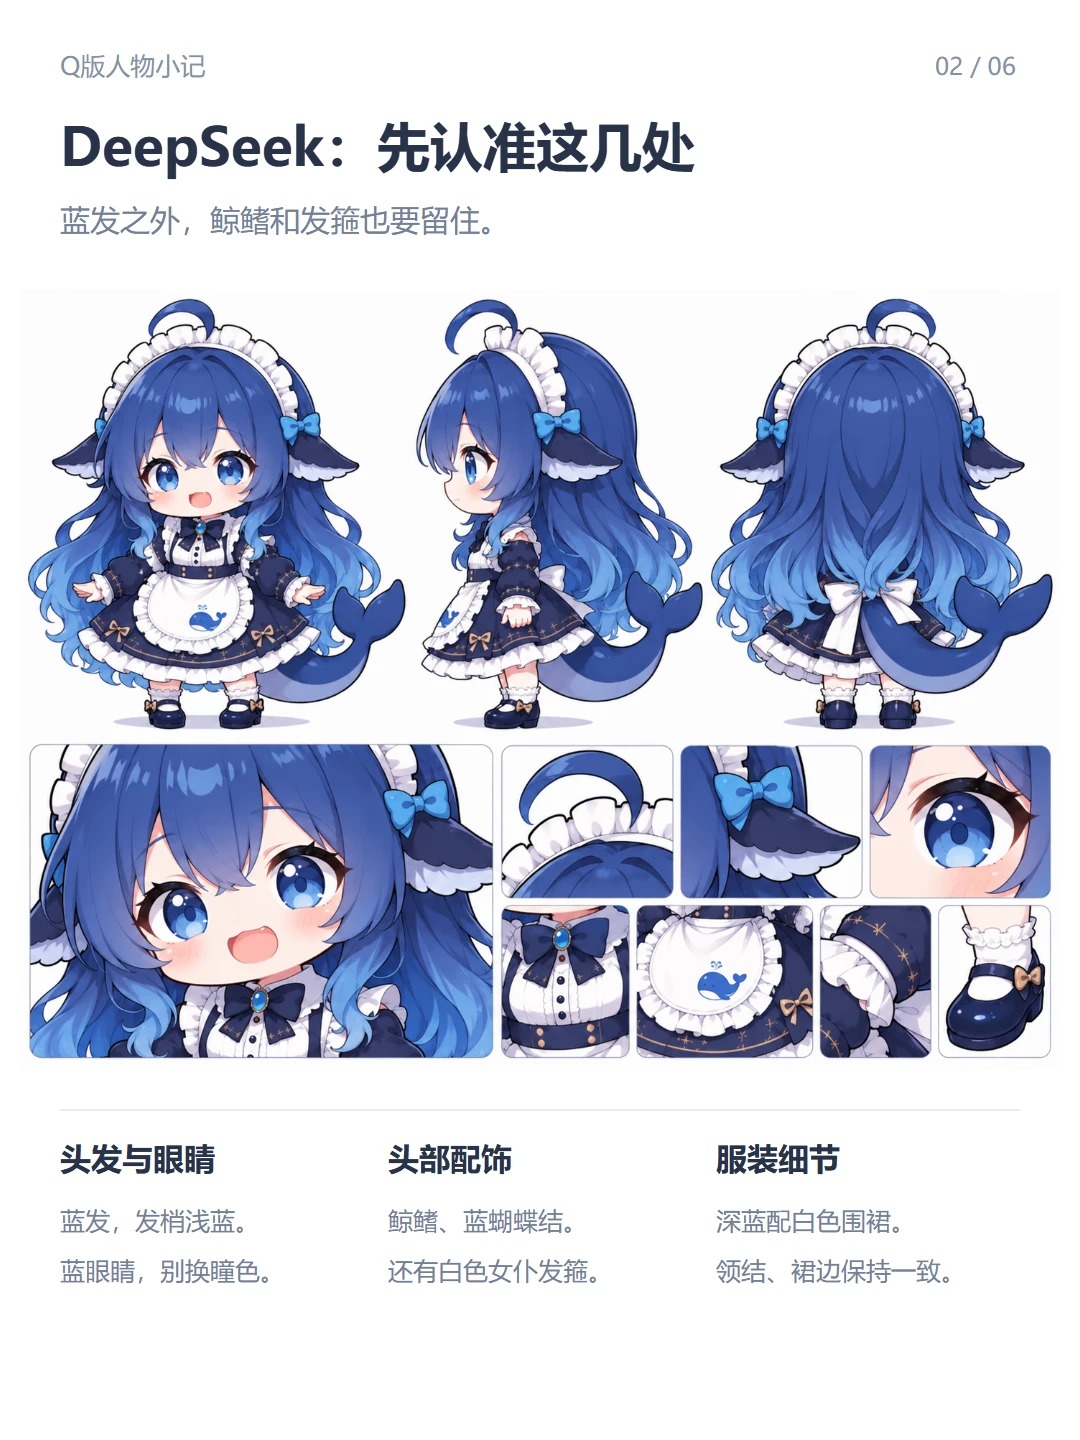 Q版人物小记
02 / 06
DeepSeek：先认准这几处
蓝发之外，鲸鳍和发箍也要留住。
头发与眼睛
蓝发，发梢浅蓝。
蓝眼睛，别换瞳色。
头部配饰
鲸鳍、蓝蝴蝶结。
还有白色女仆发箍。
服装细节
深蓝配白色围裙。
领结、裙边保持一致。